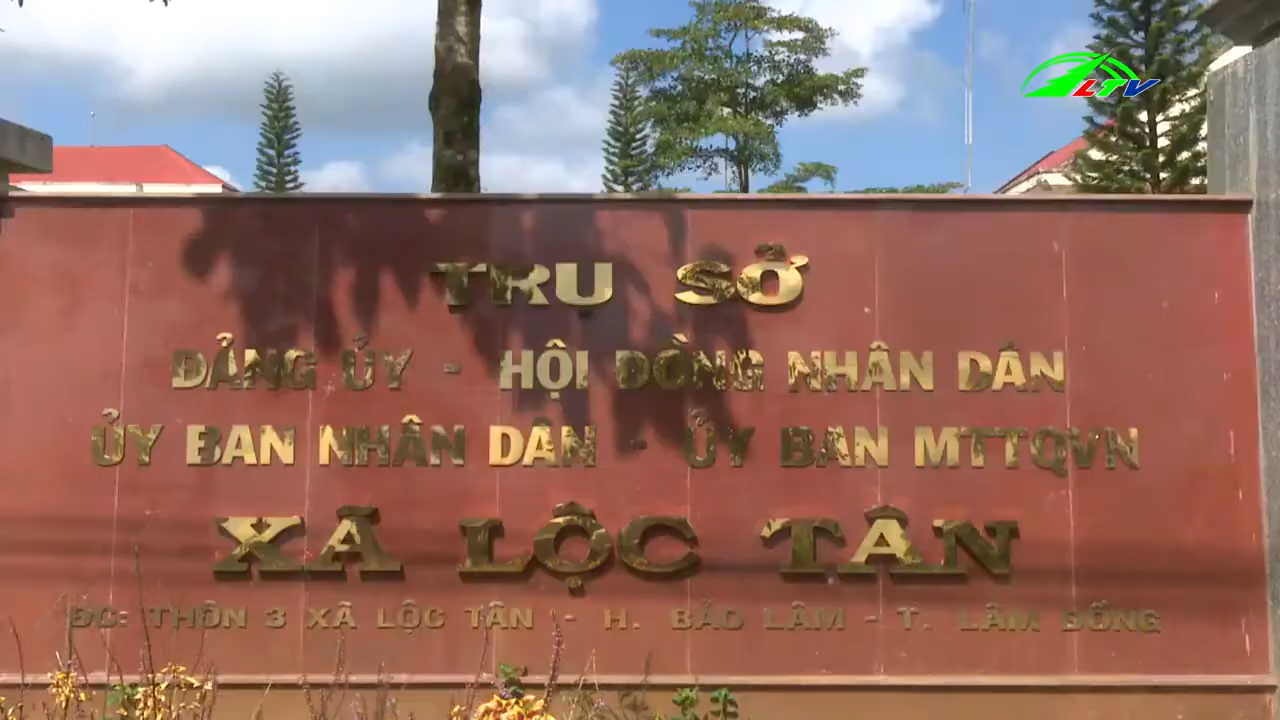 LTV
TRỤ SỞ
ĐẢNG ỦY - HỘI ĐỒNG NHÂN DÂN
ỦY BAN NHÂN DÂN - ỦY BAN MTTQVN
XÃ LỘC TÂN
ĐC: THÔN 3 XÃ LỘC TÂN - H. BẢO LÂM - T. LÂM ĐỒNG